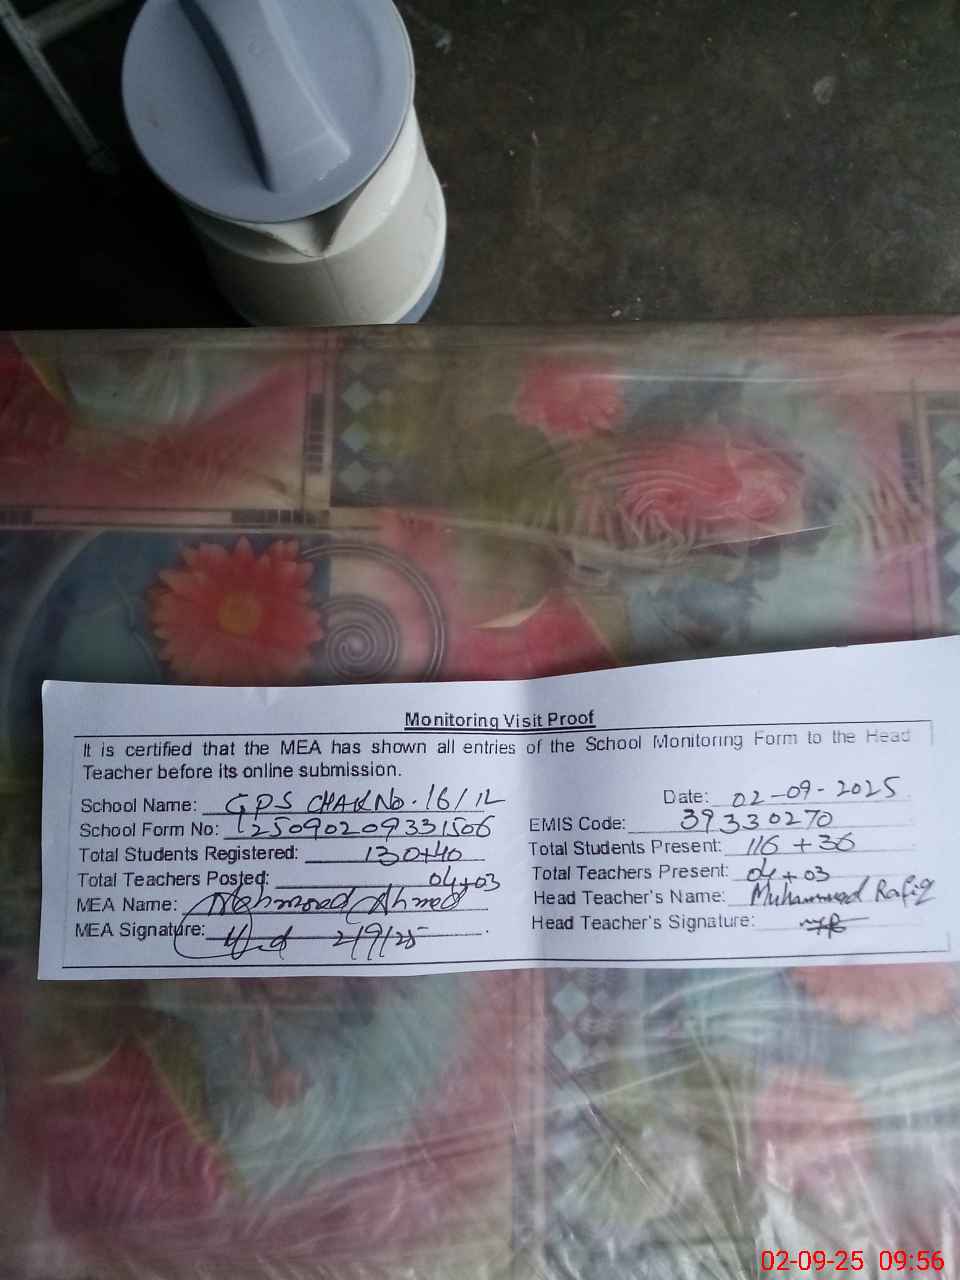 Monitoring Visit Proof
It is certified that the MEA has shown all entries of the School Monitoring Form to the Head
Teacher before its online submission.
School Name: GPS CHAK No. 16/1L
Date: 02-09-2025
School Form No: 25090209331506
EMIS Code: 39330270
Total Students Registered: 130+40
Total Students Present: 116 + 36
Total Teachers Posted: 04+03
Total Teachers Present: 04+03
MEA Name: Mehmood Ahmed
Head Teacher's Name: Muhammad Rafiq
MEA Signature: 2/9/25
Head Teacher's Signature:
02-09-25 09:56